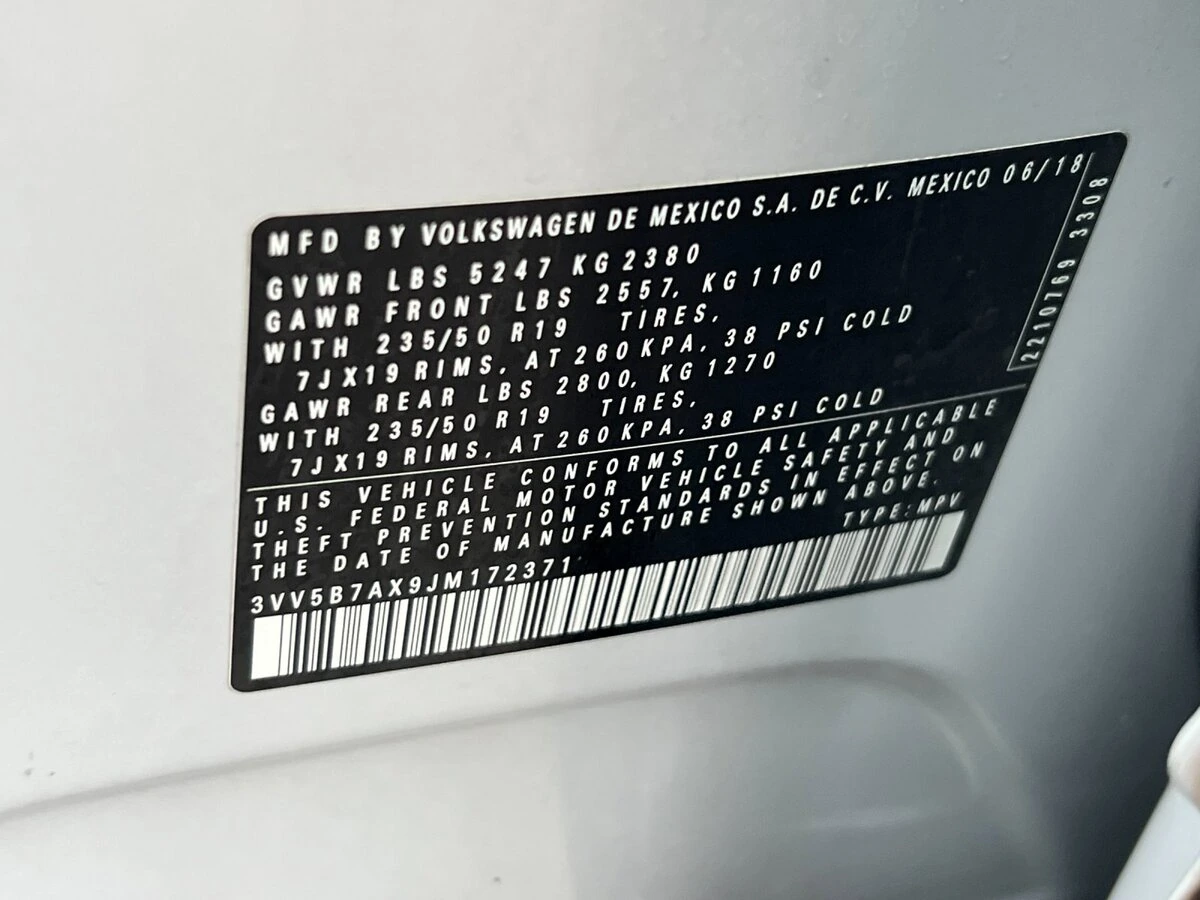 MFD BY VOLKSWAGEN DE MEXICO S.A. DE C.V. MEXICO 06/18
GVWR LBS 5247 KG 2380
GAWR FRONT LBS 2557, KG 1160
WITH 235/50 R19 TIRES,
7JX19 RIMS, AT 260 KPA, 38 PSI COLD
GAWR REAR LBS 2800, KG 1270
WITH 235/50 R19 TIRES,
7JX19 RIMS, AT 260 KPA, 38 PSI COLD
2210769 3308
THIS VEHICLE CONFORMS TO ALL APPLICABLE
U.S. FEDERAL MOTOR VEHICLE SAFETY AND
THEFT PREVENTION STANDARDS IN EFFECT ON
THE DATE OF MANUFACTURE SHOWN ABOVE.
3VV5B7AX9JM172371 TYPE: MPV